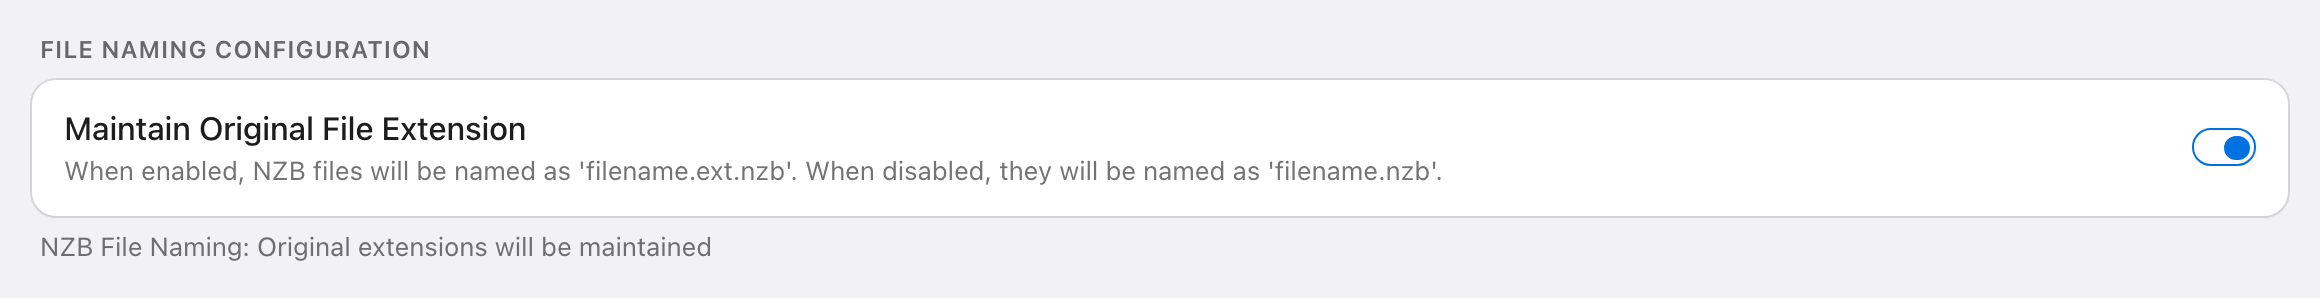 FILE NAMING CONFIGURATION
Maintain Original File Extension
When enabled, NZB files will be named as 'filename.ext.nzb'. When disabled, they will be named as 'filename.nzb'.
NZB File Naming: Original extensions will be maintained